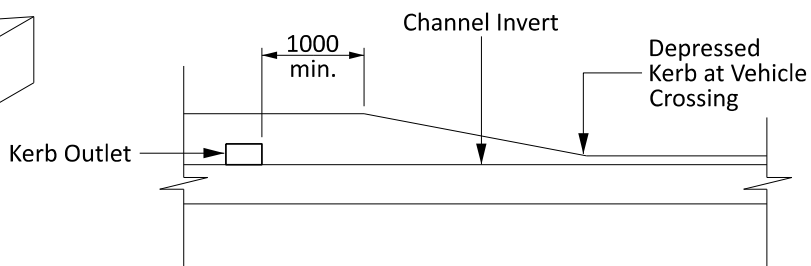 Channel Invert
1000
min.
Depressed
Kerb at Vehicle
Crossing
Kerb Outlet